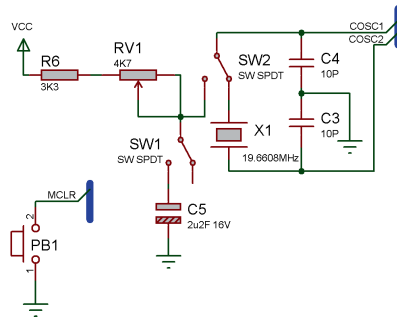 COSC1
VCC
COSC2
R6
RV1
4K7
3K3
SW2
SW SPDT
C4
10P
X1
C3
10P
SW1
SW SPDT
19.6608MHz
MCLR
C5
2u2F 16V
2
PB1
1